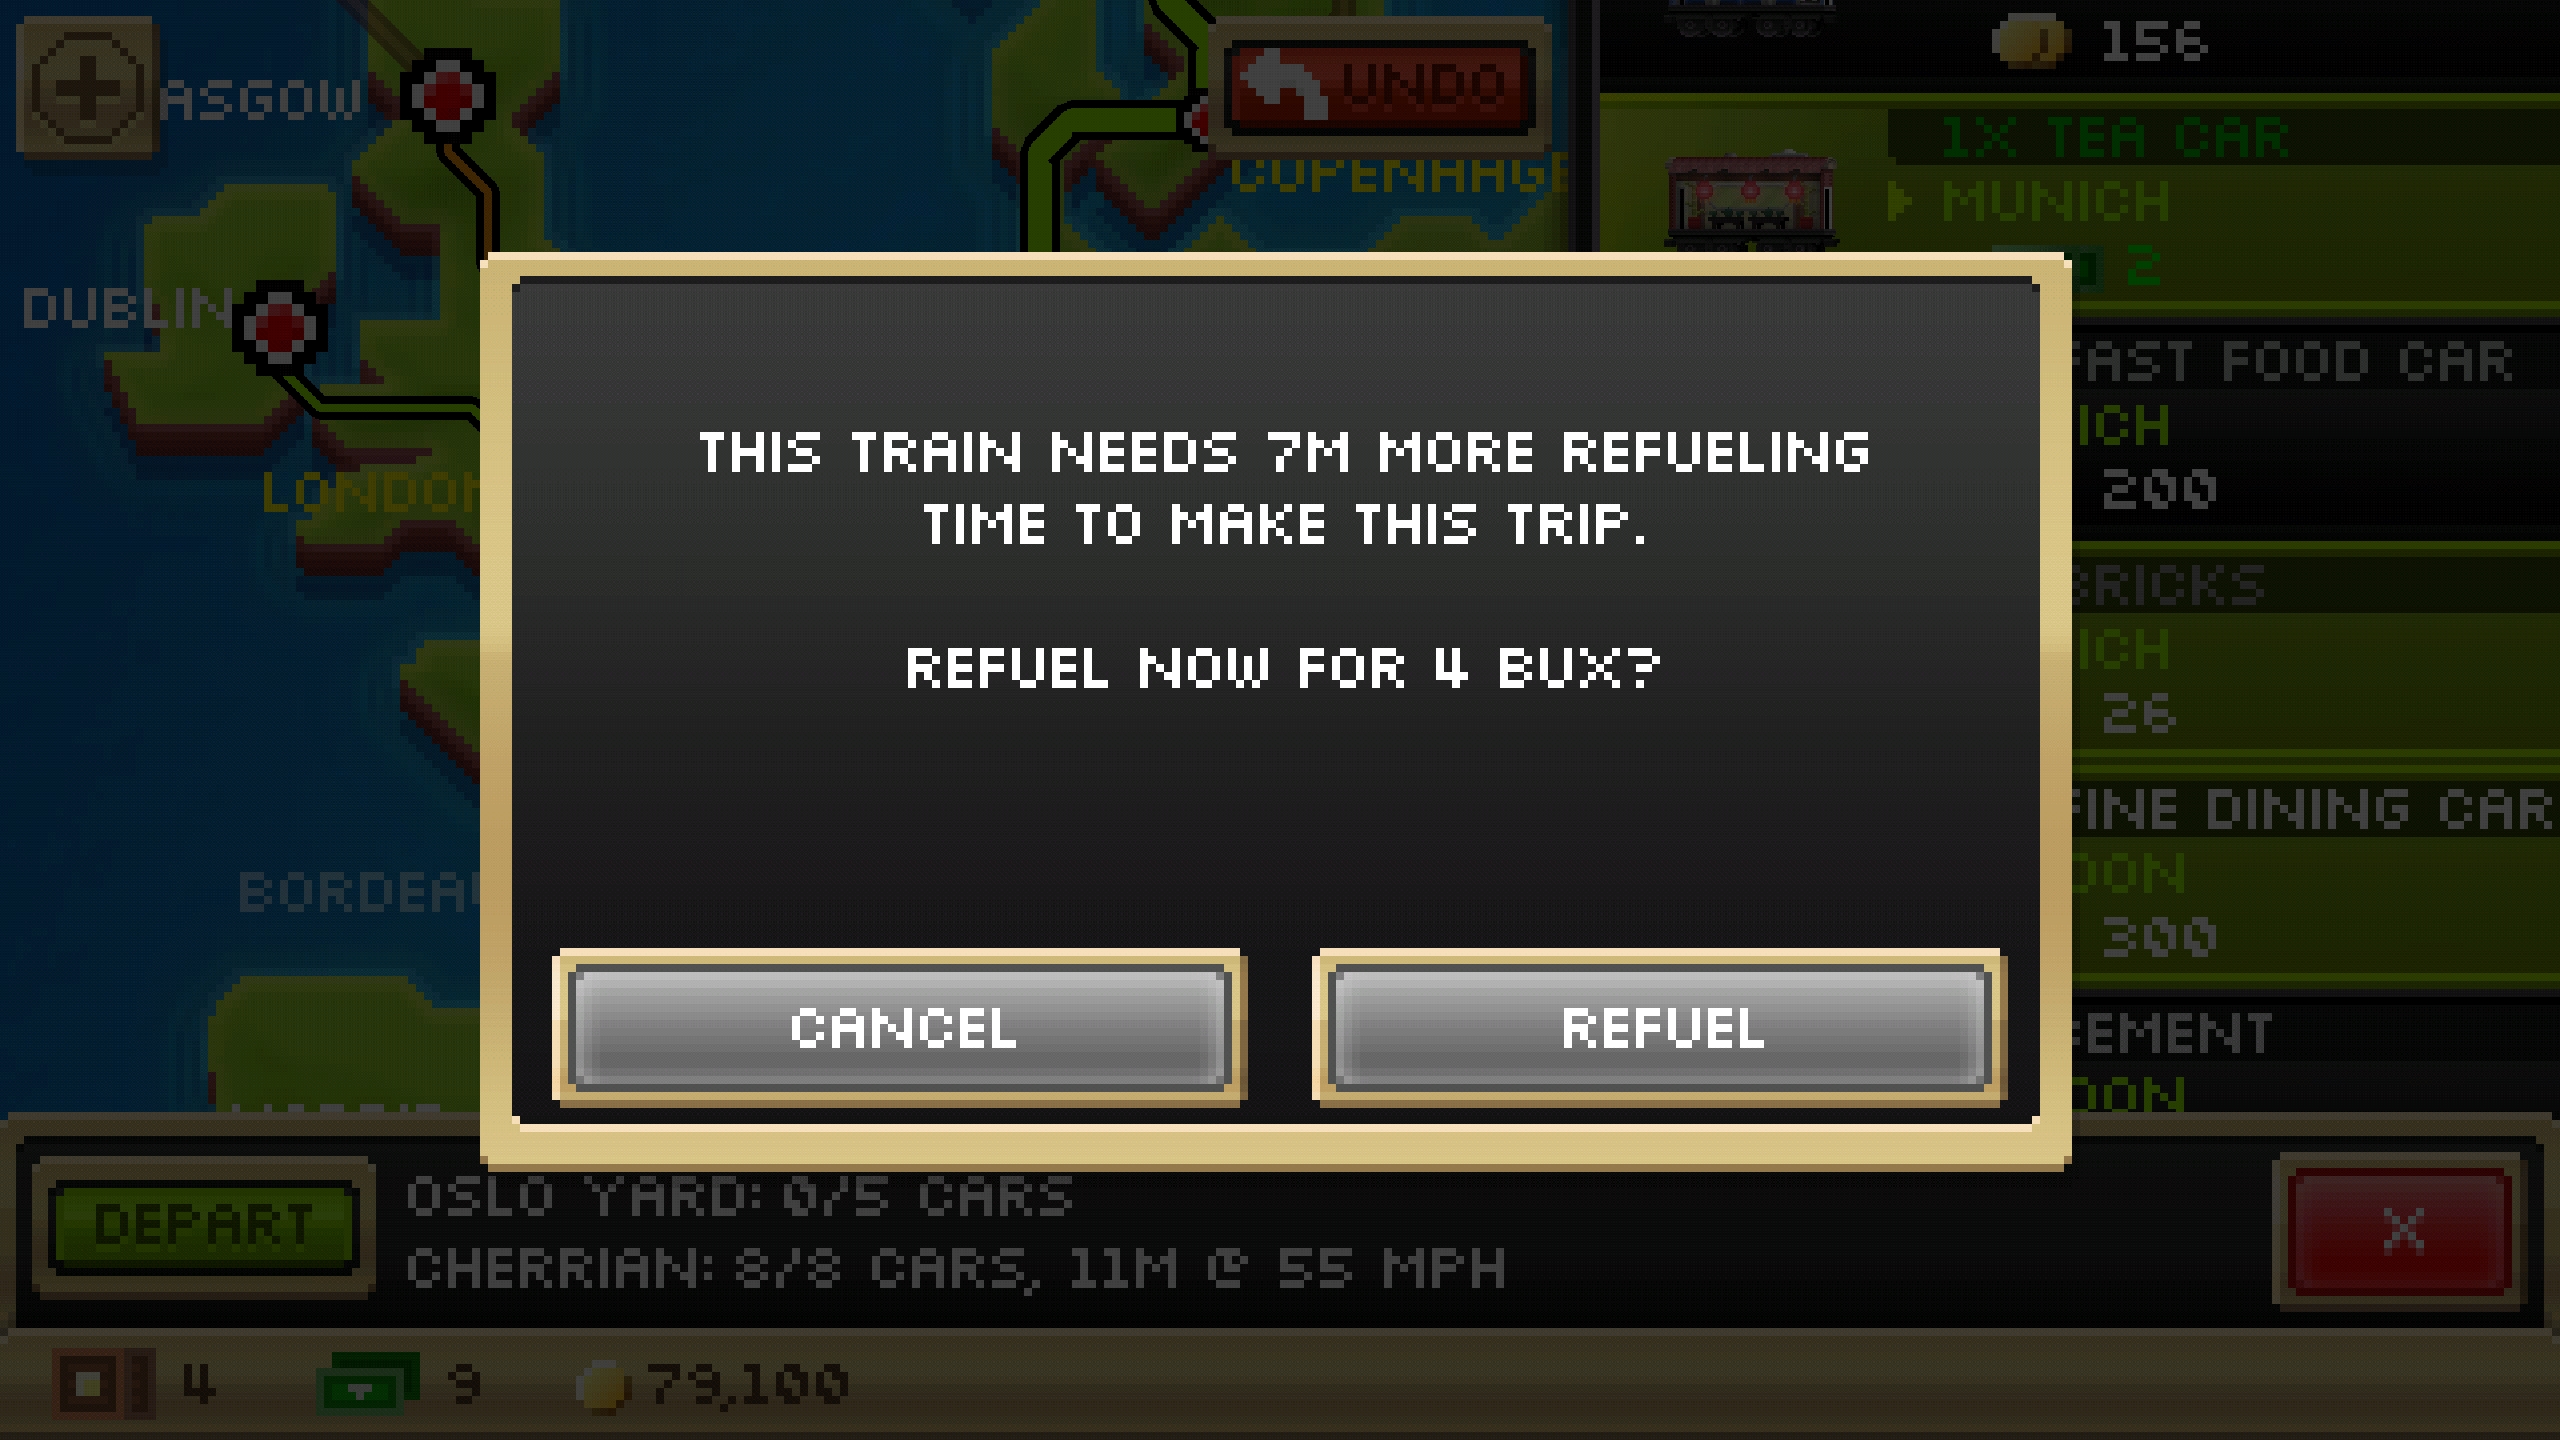 ASGOW
UNDO
COPENHAGE
DUBLIN
LONDON
BORDEAU
156
1X TEA CAR
MUNICH
2
FAST FOOD CAR
ICH
200
BRICKS
ICH
26
FINE DINING CAR
DON
300
CEMENT
DON
THIS TRAIN NEEDS 7M MORE REFUELING
TIME TO MAKE THIS TRIP.
REFUEL NOW FOR 4 BUX?
CANCEL
REFUEL
DEPART
OSLO YARD: 0/5 CARS
CHERRIAN: 8/8 CARS, 11M @ 55 MPH
X
4
9
79,100